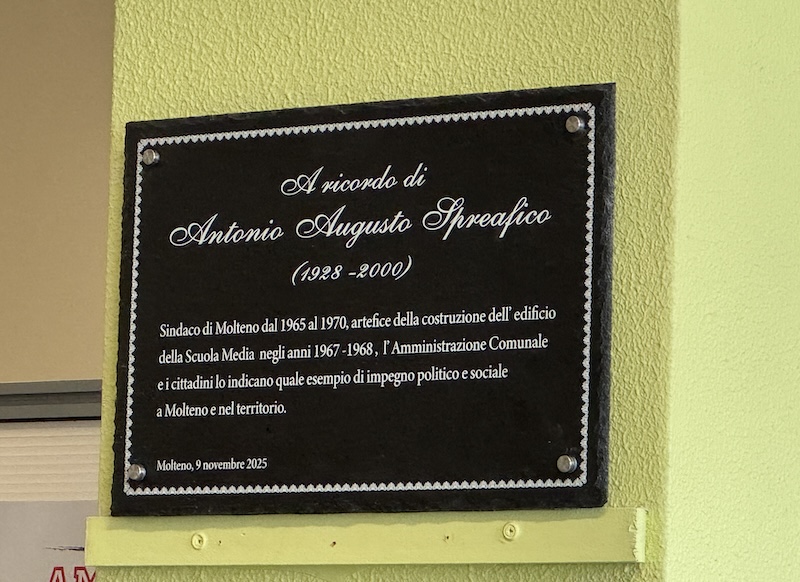 A ricordo di
Antonio Augusto Spreafico
(1928 -2000)
Sindaco di Molteno dal 1965 al 1970, artefice della costruzione dell' edificio
della Scuola Media negli anni 1967 -1968 , l' Amministrazione Comunale
e i cittadini lo indicano quale esempio di impegno politico e sociale
a Molteno e nel territorio.
Molteno, 9 novembre 2025